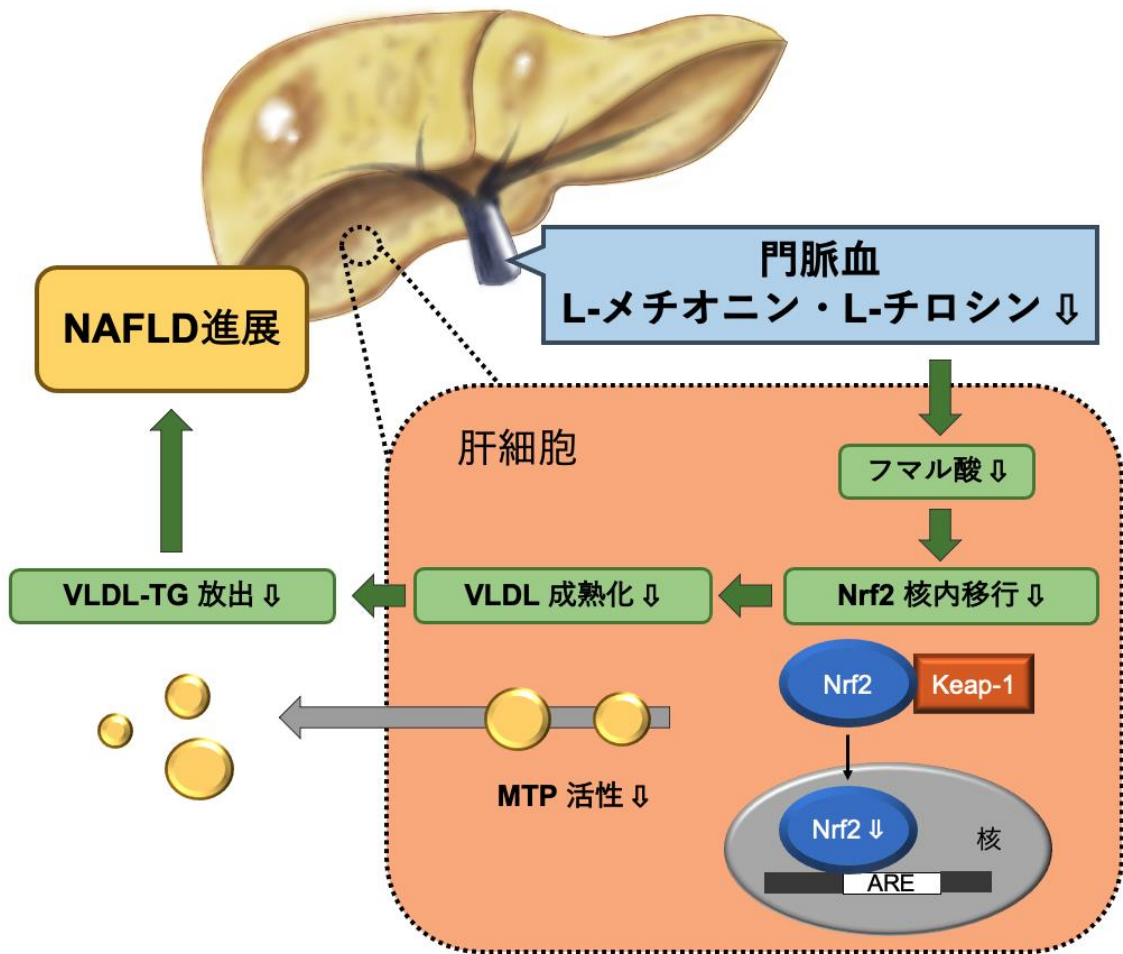 門脈血
L-メチオニン・L-チロシン⇩
NAFLD進展
肝細胞
フマル酸⇩
VLDL-TG 放出⇩
VLDL 成熟化⇩
Nrf2 核内移行⇩
Nrf2
Keap-1
MTP 活性⇩
Nrf2⇓
核
ARE